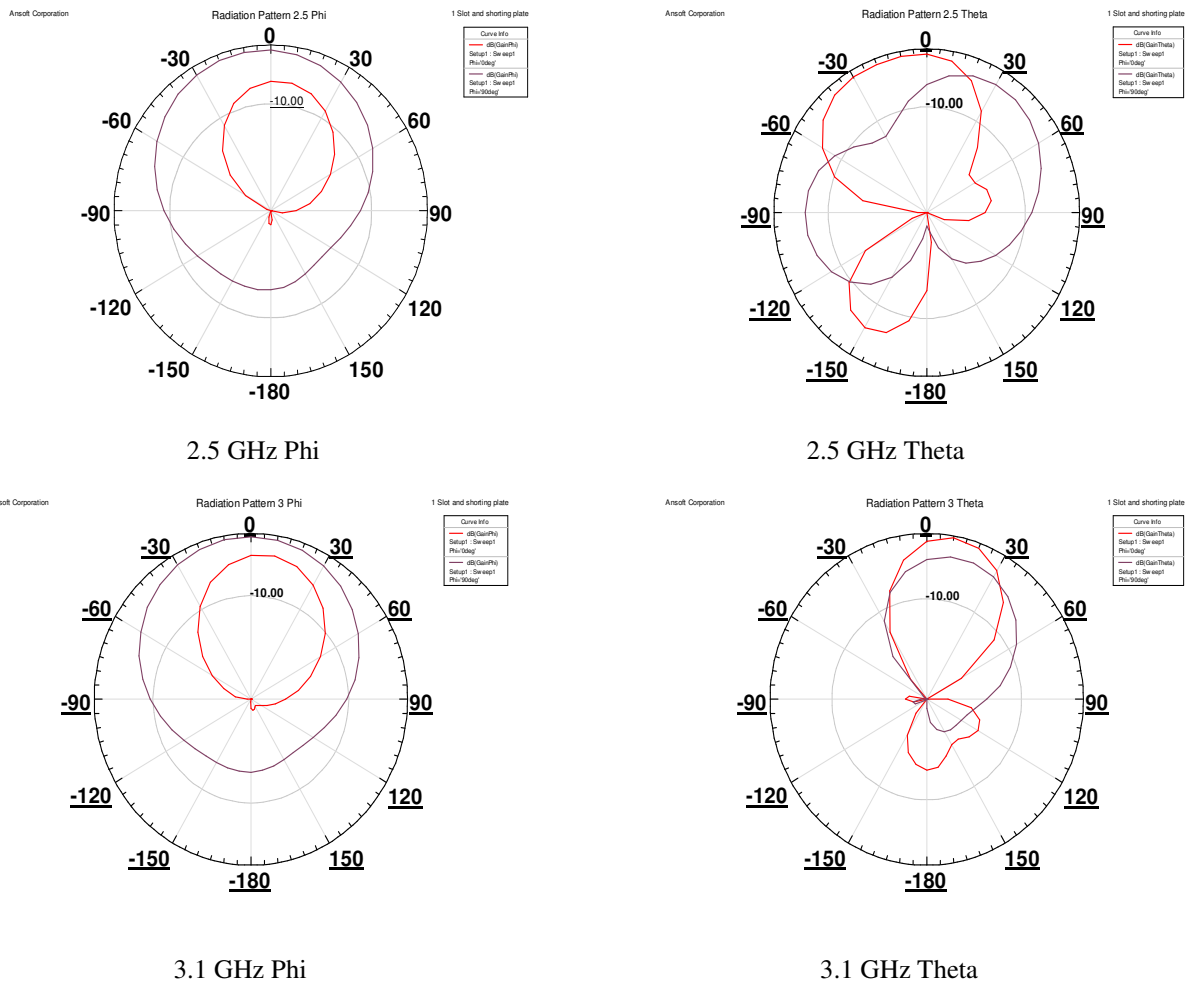 Ansoft Corporation
Radiation Pattern 2.5 Phi
1 Slot and shorting plate
Curve Info
dB(GainPhi)
Setup1 : Sweep1
Phi='0deg'
dB(GainPhi)
Setup1 : Sweep1
Phi='90deg'
0
-30
30
-10.00
-60
60
-90
90
-120
120
-150
150
-180
2.5 GHz Phi
Ansoft Corporation
Radiation Pattern 2.5 Theta
1 Slot and shorting plate
Curve Info
dB(GainTheta)
Setup1 : Sweep1
Phi='0deg'
dB(GainTheta)
Setup1 : Sweep1
Phi='90deg'
0
-30
30
-10.00
-60
60
-90
90
-120
120
-150
150
-180
2.5 GHz Theta
soft Corporation
Radiation Pattern 3 Phi
1 Slot and shorting plate
Curve Info
dB(GainPhi)
Setup1 : Sweep1
Phi='0deg'
dB(GainPhi)
Setup1 : Sweep1
Phi='90deg'
0
-30
30
-10.00
-60
60
-90
90
-120
120
-150
150
-180
3.1 GHz Phi
Ansoft Corporation
Radiation Pattern 3 Theta
1 Slot and shorting plate
Curve Info
dB(GainTheta)
Setup1 : Sweep1
Phi='0deg'
dB(GainTheta)
Setup1 : Sweep1
Phi='90deg'
0
-30
30
-10.00
-60
60
-90
90
-120
120
-150
150
-180
3.1 GHz Theta